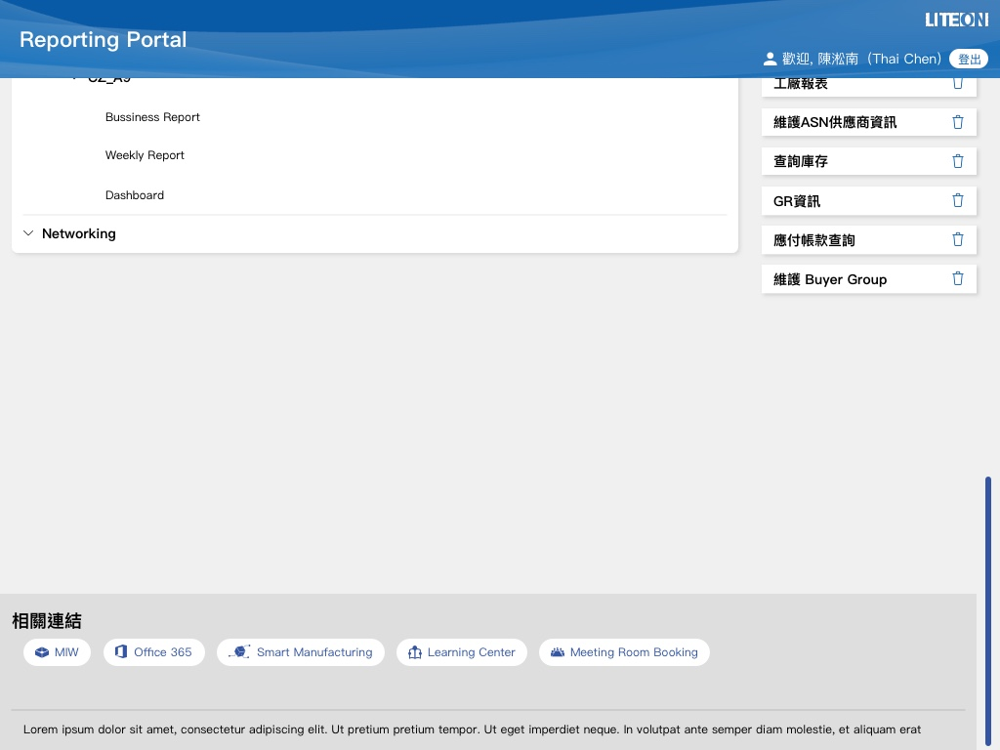 LITEON
Reporting Portal
歡迎, 陳淞南 (Thai Chen)
登出
CZ_A9
Bussiness Report
Weekly Report
Dashboard
Networking
工廠報表
維護ASN供應商資訊
查詢庫存
GR資訊
應付帳款查詢
維護 Buyer Group
相關連結
MIW
Office 365
Smart Manufacturing
Learning Center
Meeting Room Booking
Lorem ipsum dolor sit amet, consectetur adipiscing elit. Ut pretium pretium tempor. Ut eget imperdiet neque. In volutpat ante semper diam molestie, et aliquam erat